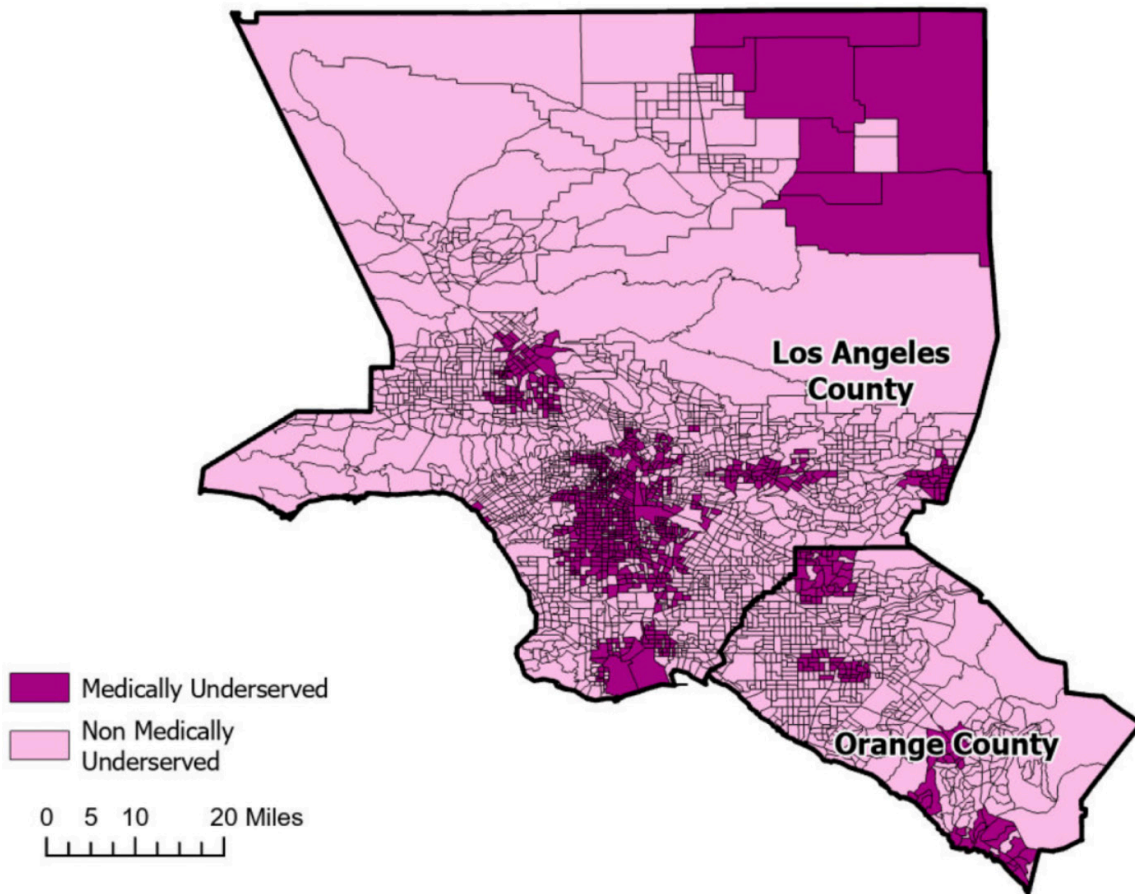 Los Angeles
County
Medically Underserved
Non Medically
Underserved
Orange County
0 5 10 20 Miles